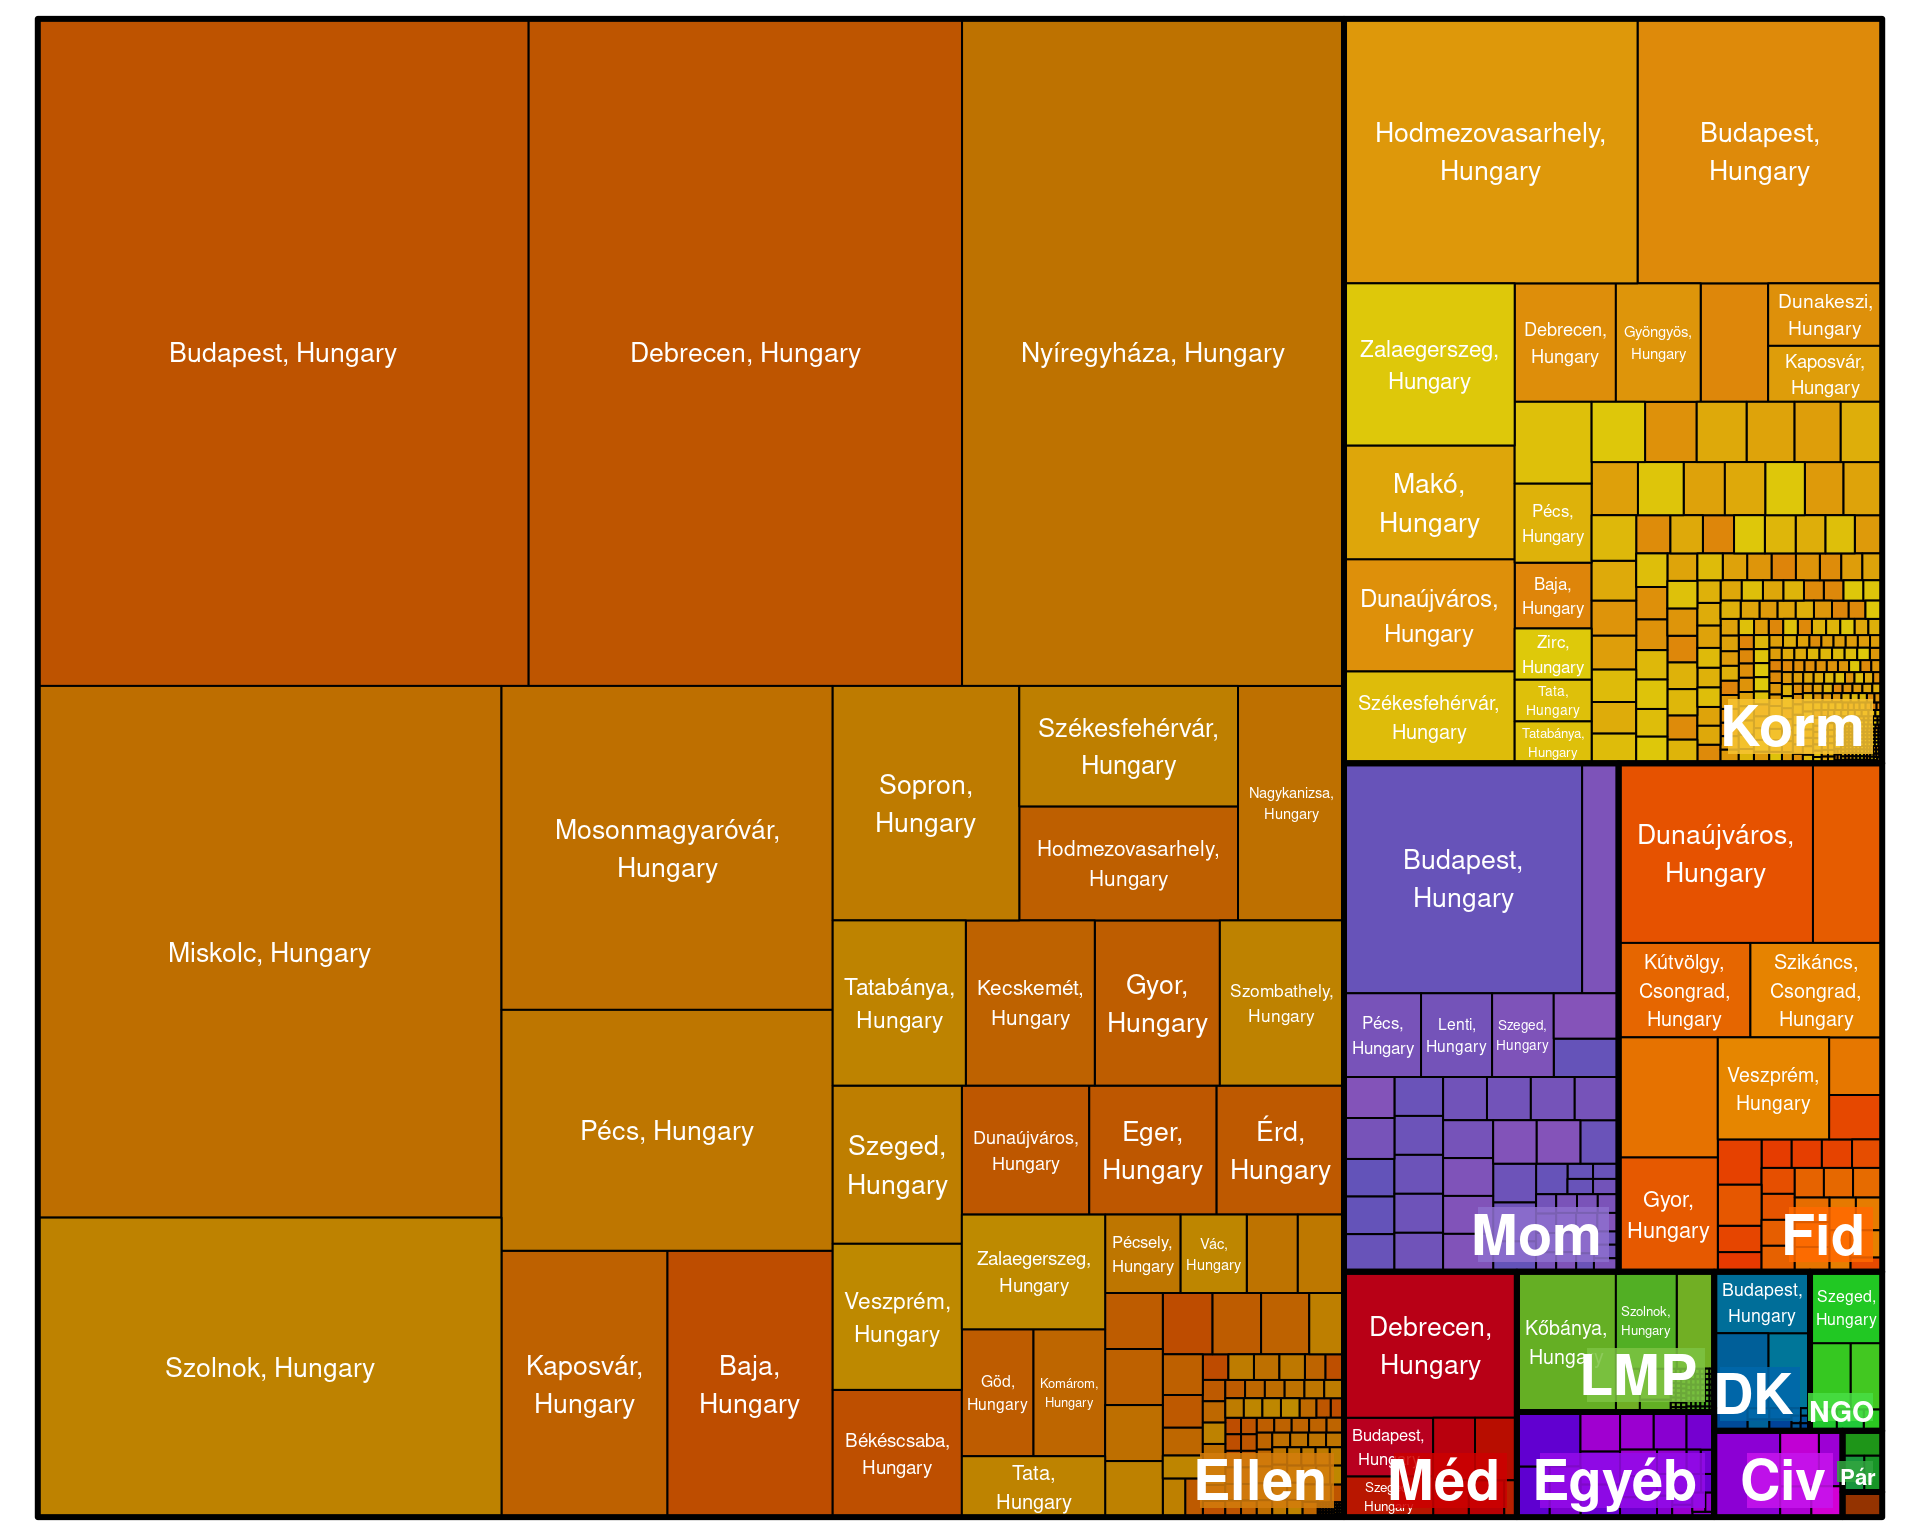 Budapest, Hungary
Debrecen, Hungary
Nyíregyháza, Hungary
Miskolc, Hungary
Szolnok, Hungary
Mosonmagyaróvár,
Hungary
Pécs, Hungary
Kaposvár,
Hungary
Baja,
Hungary
Sopron,
Hungary
Székesfehérvár,
Hungary
Hodmezovasarhely,
Hungary
Nagykanizsa,
Hungary
Tatabánya,
Hungary
Kecskemét,
Hungary
Gyor,
Hungary
Szombathely,
Hungary
Szeged,
Hungary
Veszprém,
Hungary
Békéscsaba,
Hungary
Dunaújváros,
Hungary
Eger,
Hungary
Érd,
Hungary
Zalaegerszeg,
Hungary
Pécsely,
Hungary
Vác,
Hungary
Göd,
Hungary
Komárom,
Hungary
Tata,
Hungary
Ellen
Hodmezovasarhely,
Hungary
Budapest,
Hungary
Zalaegerszeg,
Hungary
Debrecen,
Hungary
Gyöngyös,
Hungary
Dunakeszi,
Hungary
Kaposvár,
Hungary
Makó,
Hungary
Dunaújváros,
Hungary
Székesfehérvár,
Hungary
Pécs,
Hungary
Baja,
Hungary
Zirc,
Hungary
Tata,
Hungary
Tatabánya,
Hungary
Korm
Budapest,
Hungary
Pécs,
Hungary
Lenti,
Hungary
Szeged,
Hungary
Mom
Dunaújváros,
Hungary
Kútvölgy,
Csongrad,
Hungary
Szikáncs,
Csongrad,
Hungary
Veszprém,
Hungary
Gyor,
Hungary
Fid
Debrecen,
Hungary
Budapest,
Hungary
Szeged,
Hungary
Méd
Kőbánya,
Hungary
Szolnok,
Hungary
LMP
Budapest,
Hungary
DK
Szeged,
Hungary
NGO
Egyéb
Civ
Pár